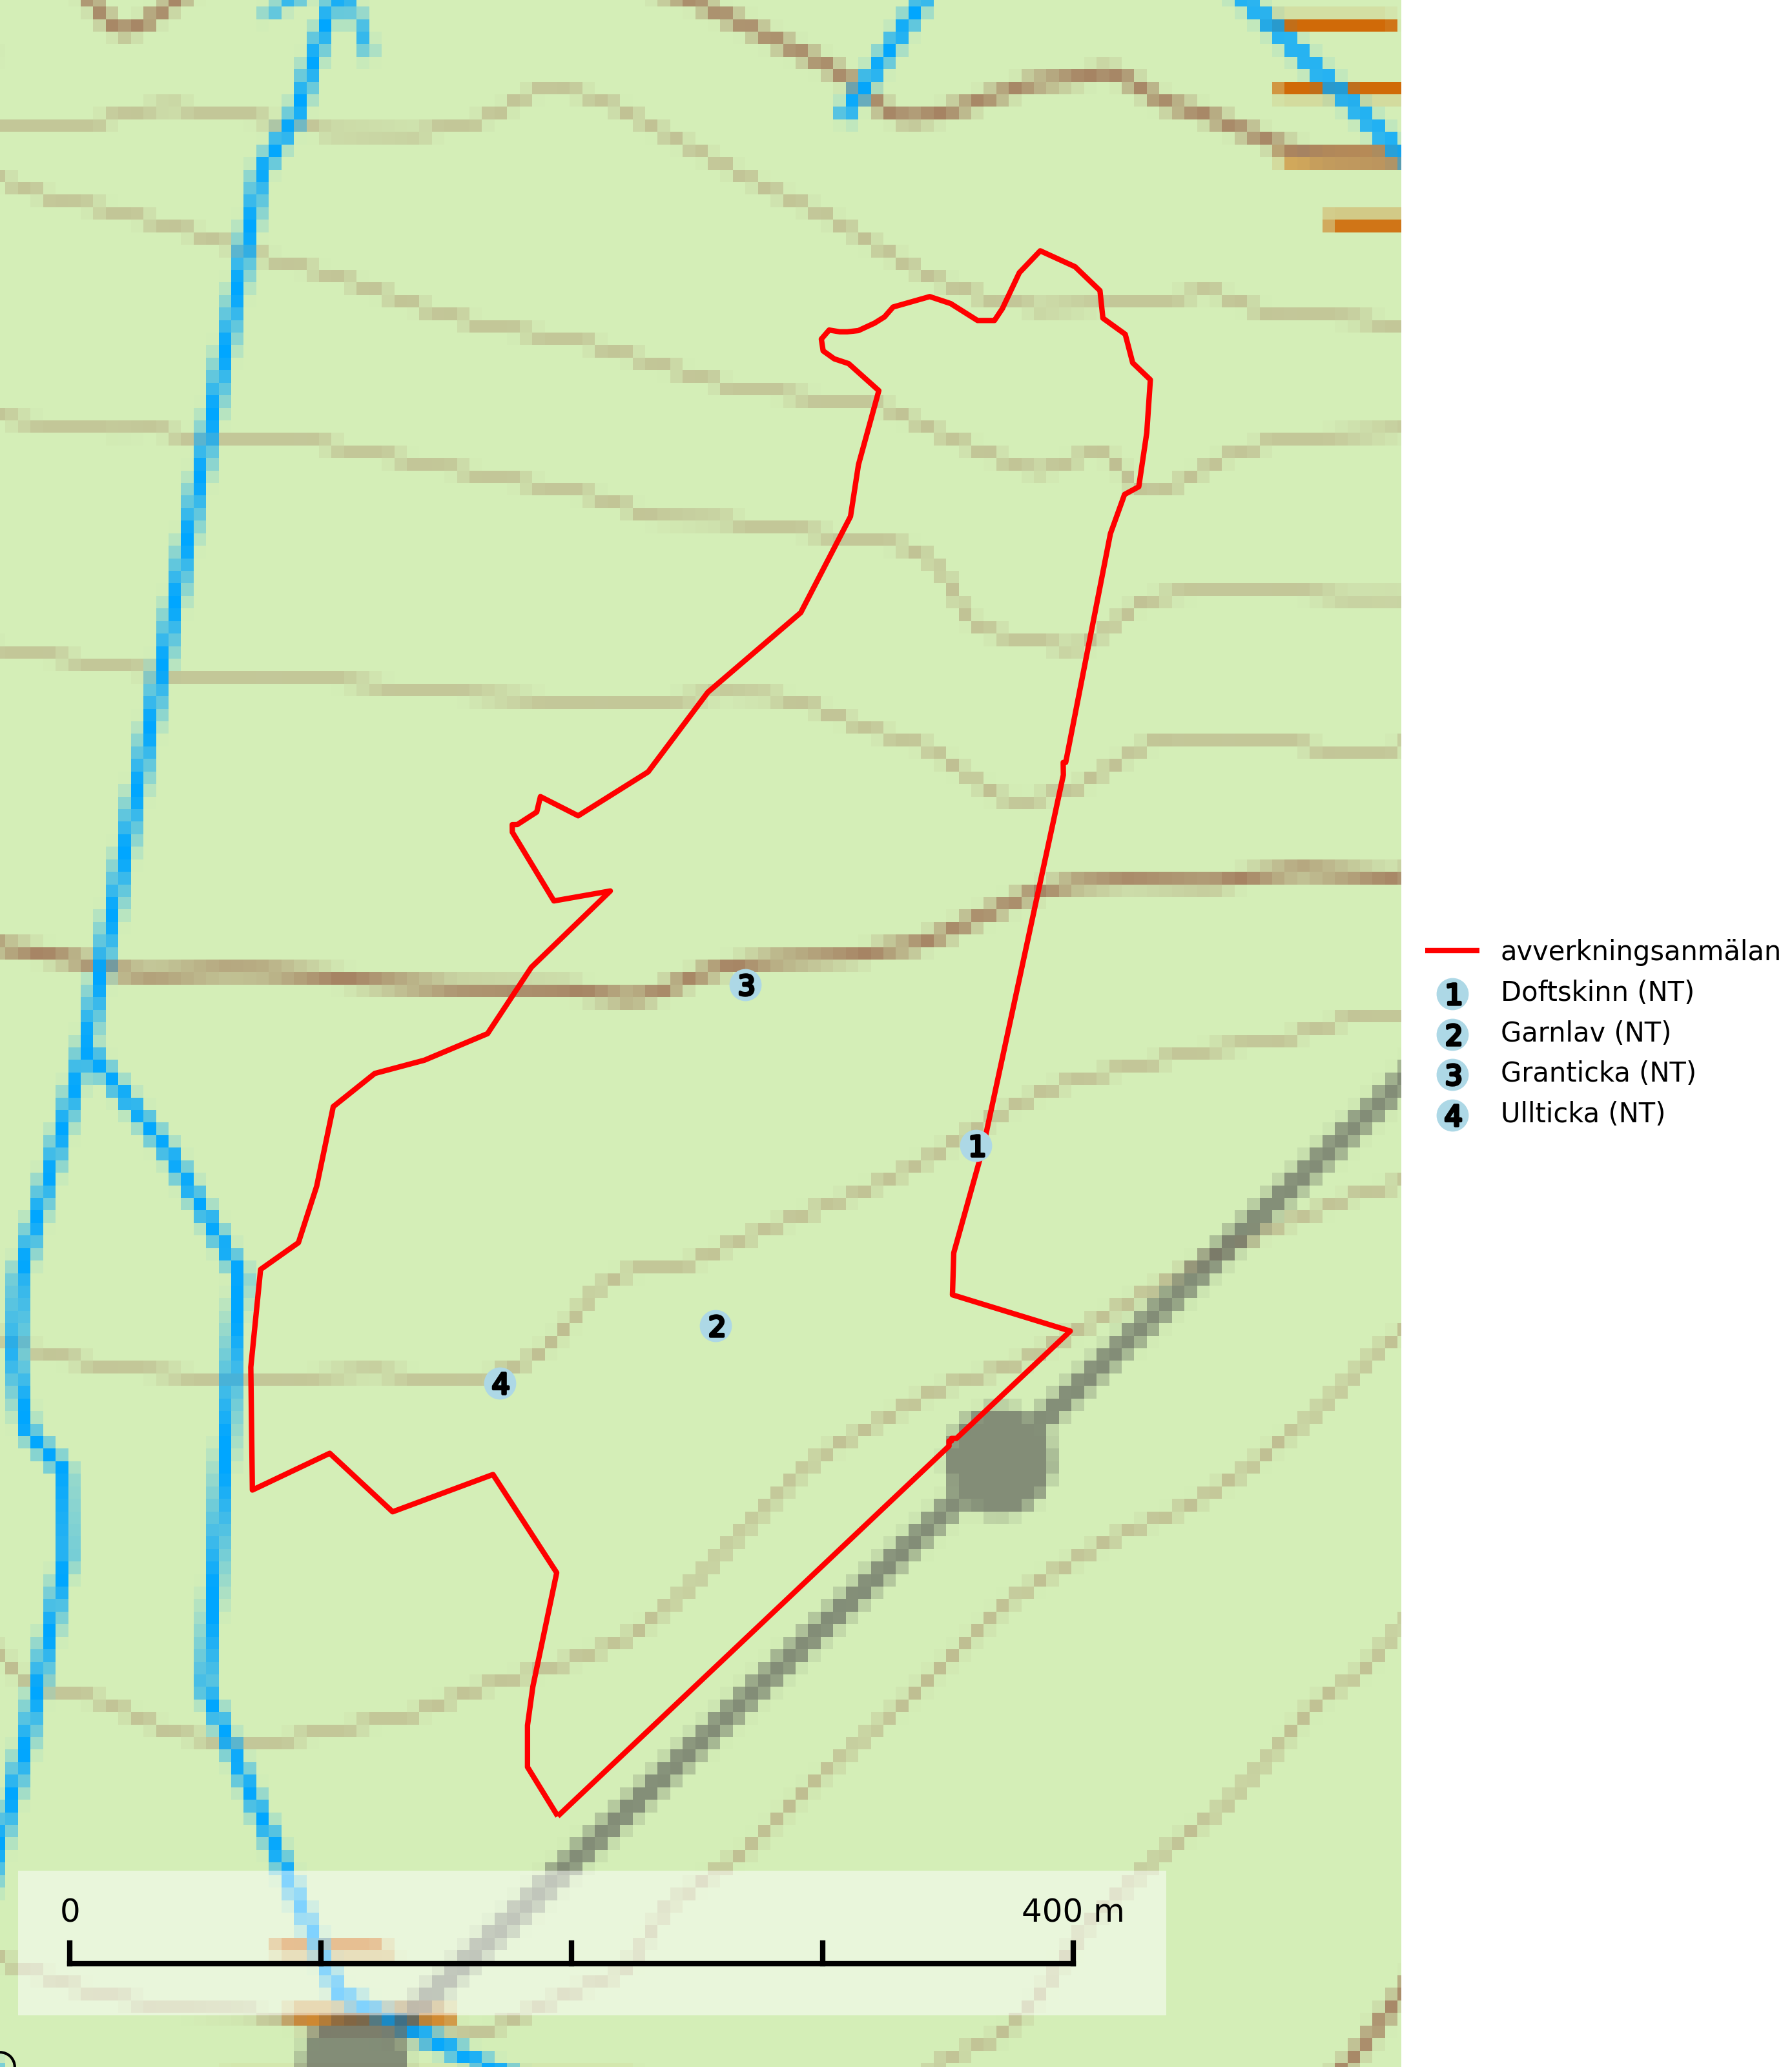 3
1
2
4
avverkningsanmälan
1 Doftskinn (NT)
2 Garnlav (NT)
3 Granticka (NT)
4 Ullticka (NT)
0 400 m